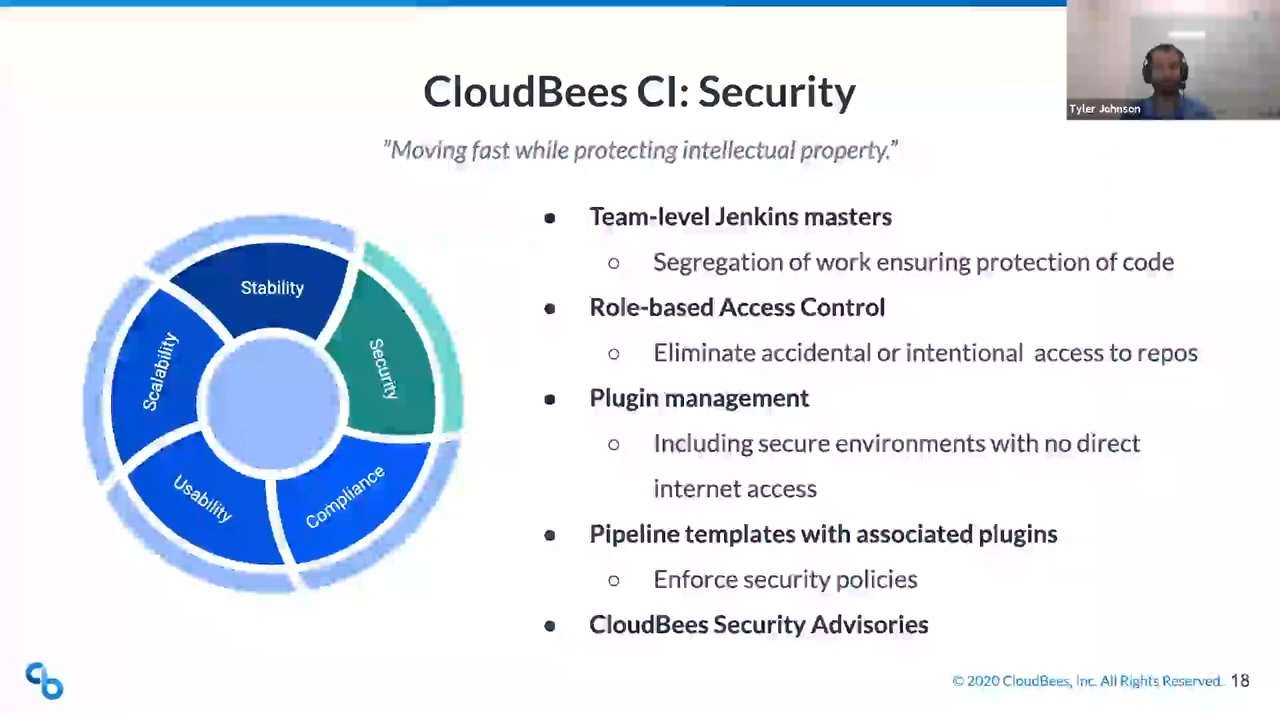 CloudBees CI: Security
Tyler Johnson
"Moving fast while protecting intellectual property."
Stability
Security
Compliance
Usability
Scalability
● Team-level Jenkins masters
○ Segregation of work ensuring protection of code
● Role-based Access Control
○ Eliminate accidental or intentional access to repos
● Plugin management
○ Including secure environments with no direct
internet access
● Pipeline templates with associated plugins
○ Enforce security policies
● CloudBees Security Advisories
© 2020 CloudBees, Inc. All Rights Reserved. 18